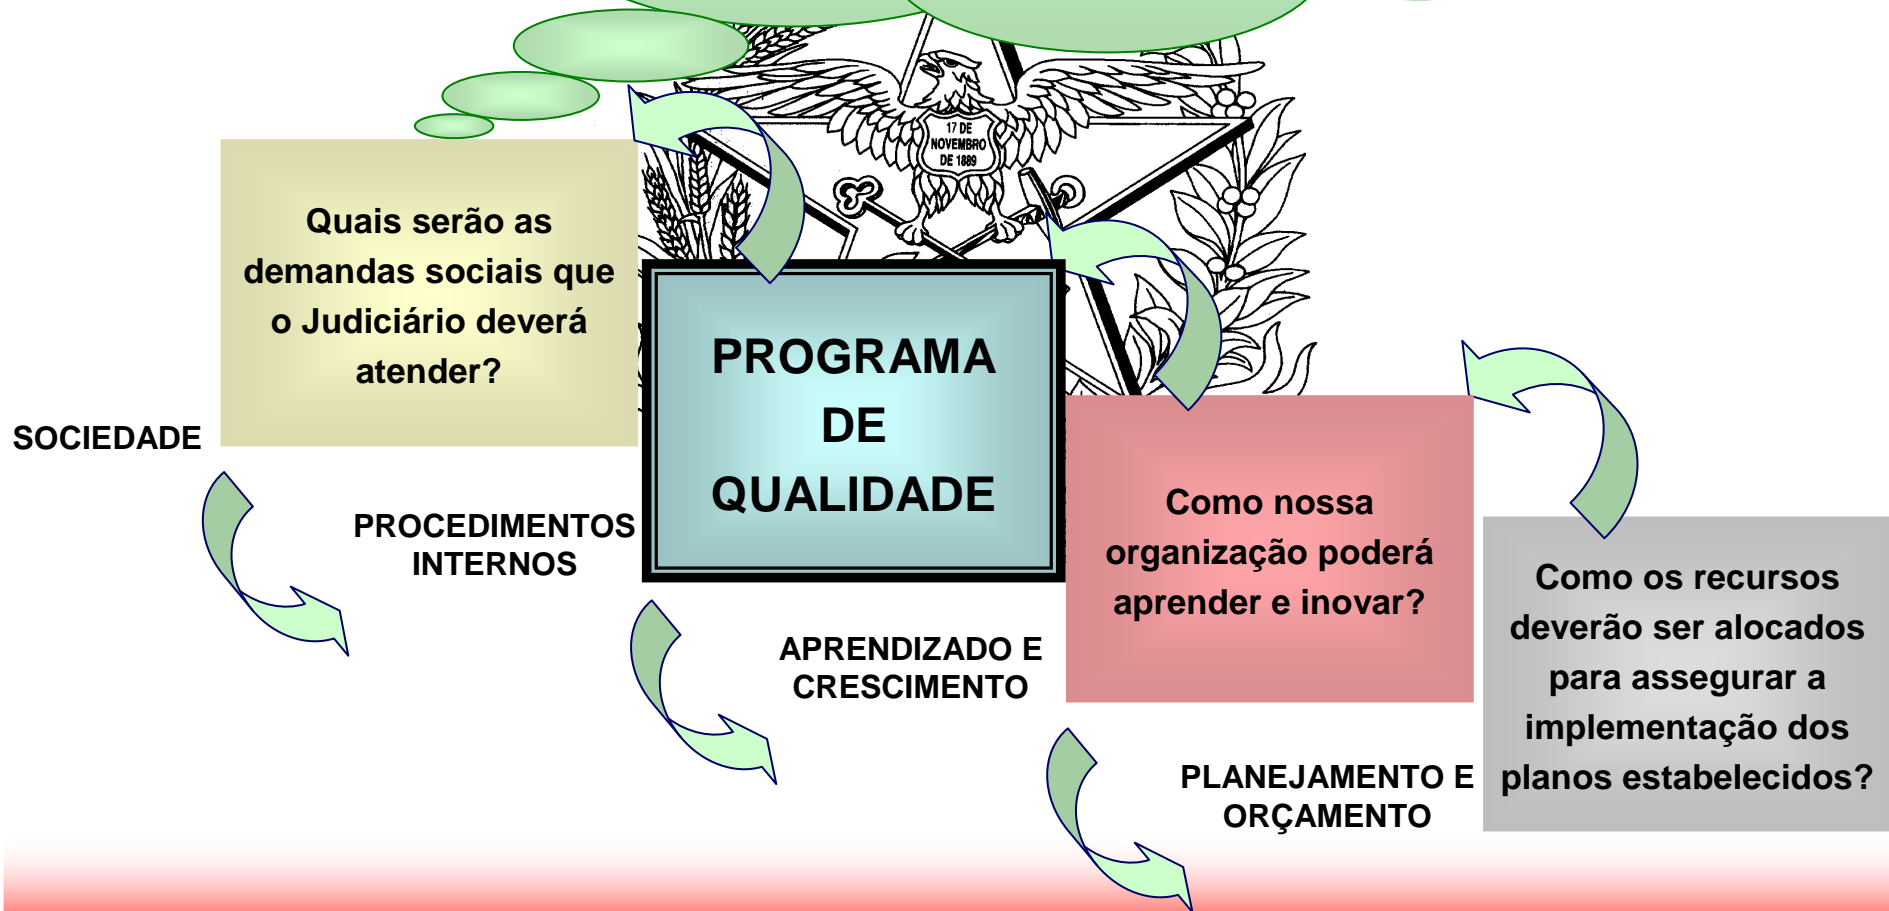 17 DE
NOVEMBRO
DE 1889
Quais serão as
demandas sociais que
o Judiciário deverá
atender?
SOCIEDADE
PROGRAMA
DE
QUALIDADE
PROCEDIMENTOS
INTERNOS
Como nossa
organização poderá
aprender e inovar?
APRENDIZADO E
CRESCIMENTO
Como os recursos
deverão ser alocados
para assegurar a
implementação dos
planos estabelecidos?
PLANEJAMENTO E
ORÇAMENTO